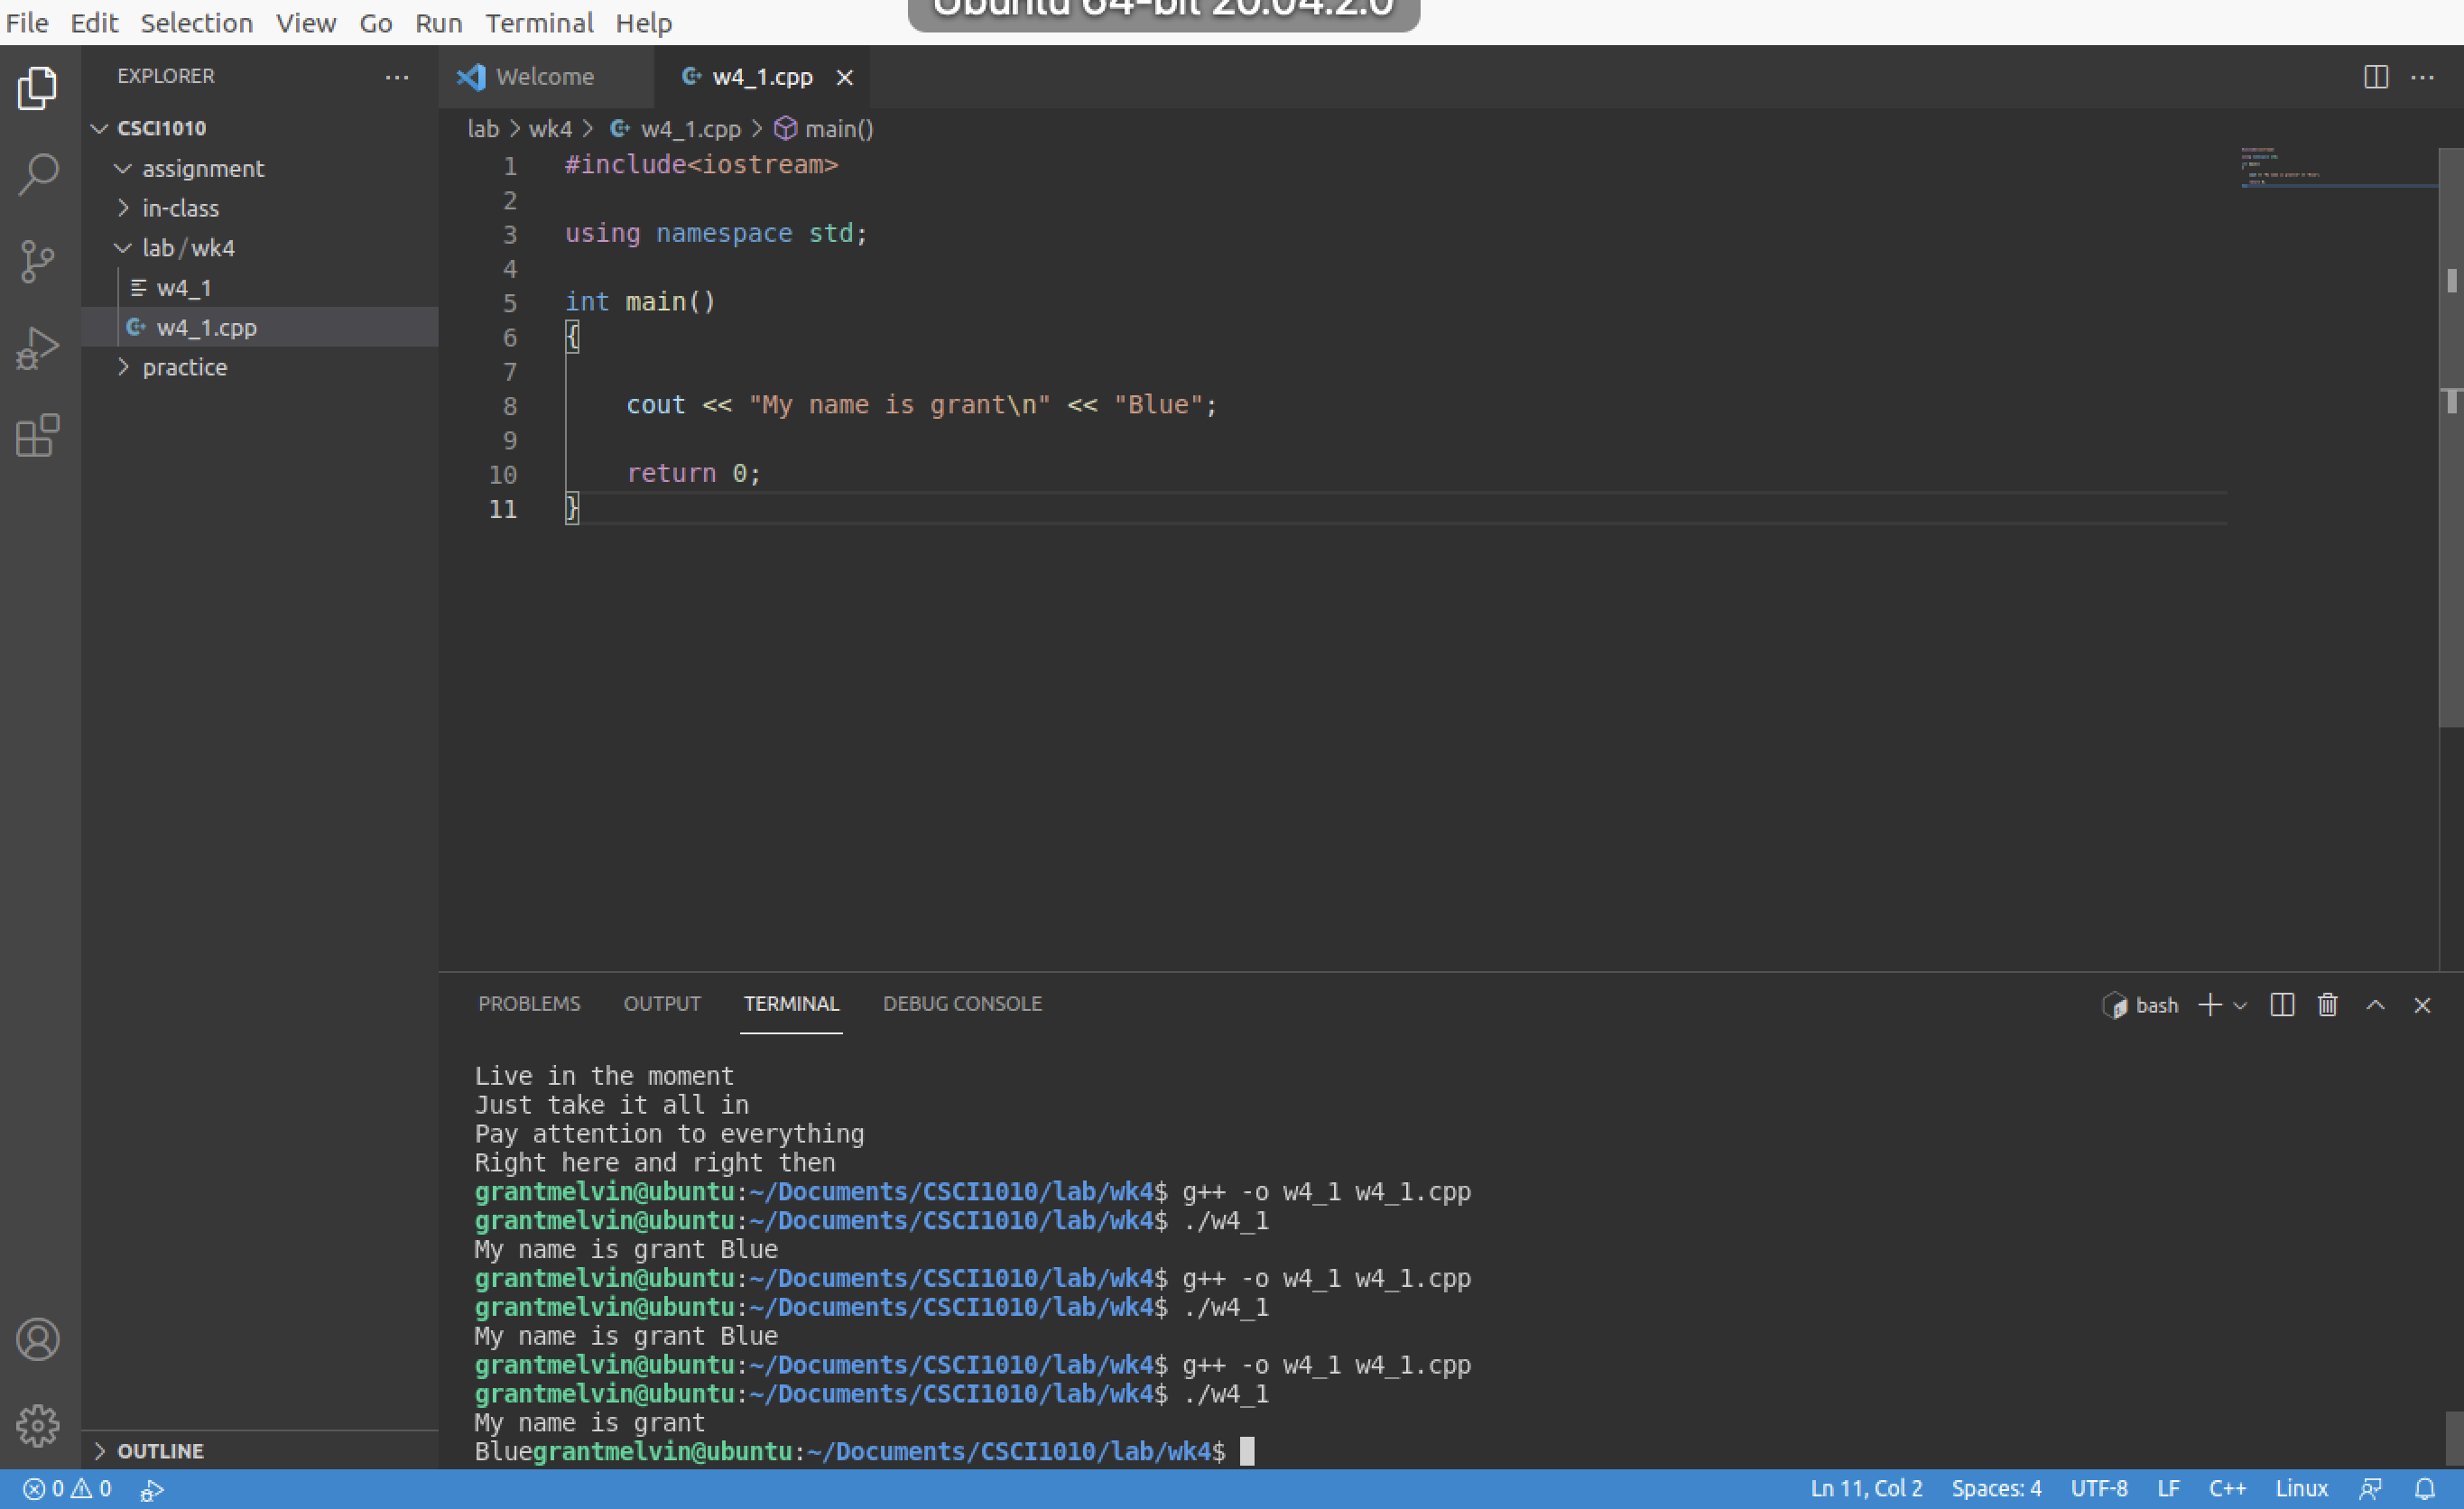 Ubuntu 64-bit 20.04.2.0
File Edit Selection View Go Run Terminal Help
EXPLORER ...
CSCI1010
assignment
in-class
lab / wk4
w4_1
w4_1.cpp
practice
OUTLINE
Welcome w4_1.cpp
lab > wk4 > w4_1.cpp > main()
1 #include<iostream>
2
3 using namespace std;
4
5 int main()
6 {
7
8 cout << "My name is grant\n" << "Blue";
9
10 return 0;
11 }
PROBLEMS OUTPUT TERMINAL DEBUG CONSOLE bash
Live in the moment
Just take it all in
Pay attention to everything
Right here and right then
grantmelvin@ubuntu:~/Documents/CSCI1010/lab/wk4$ g++ -o w4_1 w4_1.cpp
grantmelvin@ubuntu:~/Documents/CSCI1010/lab/wk4$ ./w4_1
My name is grant Blue
grantmelvin@ubuntu:~/Documents/CSCI1010/lab/wk4$ g++ -o w4_1 w4_1.cpp
grantmelvin@ubuntu:~/Documents/CSCI1010/lab/wk4$ ./w4_1
My name is grant Blue
grantmelvin@ubuntu:~/Documents/CSCI1010/lab/wk4$ g++ -o w4_1 w4_1.cpp
grantmelvin@ubuntu:~/Documents/CSCI1010/lab/wk4$ ./w4_1
My name is grant
Bluegrantmelvin@ubuntu:~/Documents/CSCI1010/lab/wk4$
0 0 Ln 11, Col 2 Spaces: 4 UTF-8 LF C++ Linux